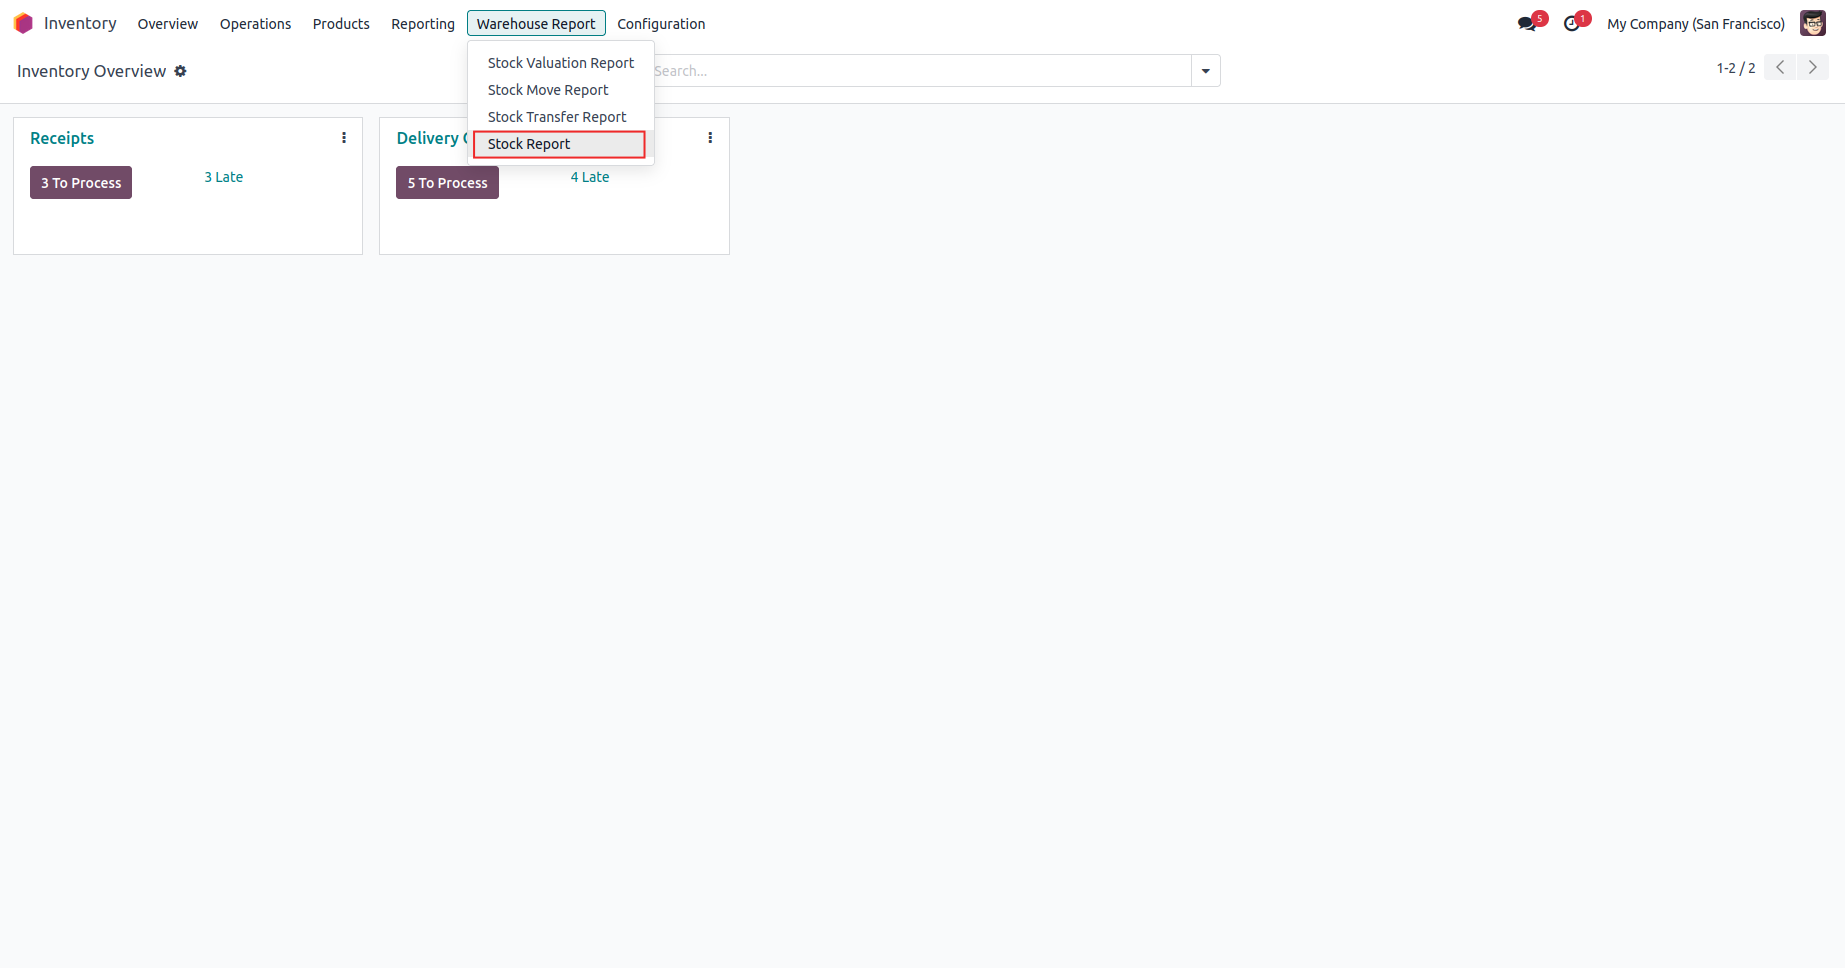 Inventory Overview Operations Products Reporting Warehouse Report Configuration 5 1 My Company (San Francisco)
Inventory Overview Search... 1-2 / 2
Stock Valuation Report
Stock Move Report
Stock Transfer Report
Stock Report
Receipts
3 To Process 3 Late
Delivery
5 To Process 4 Late